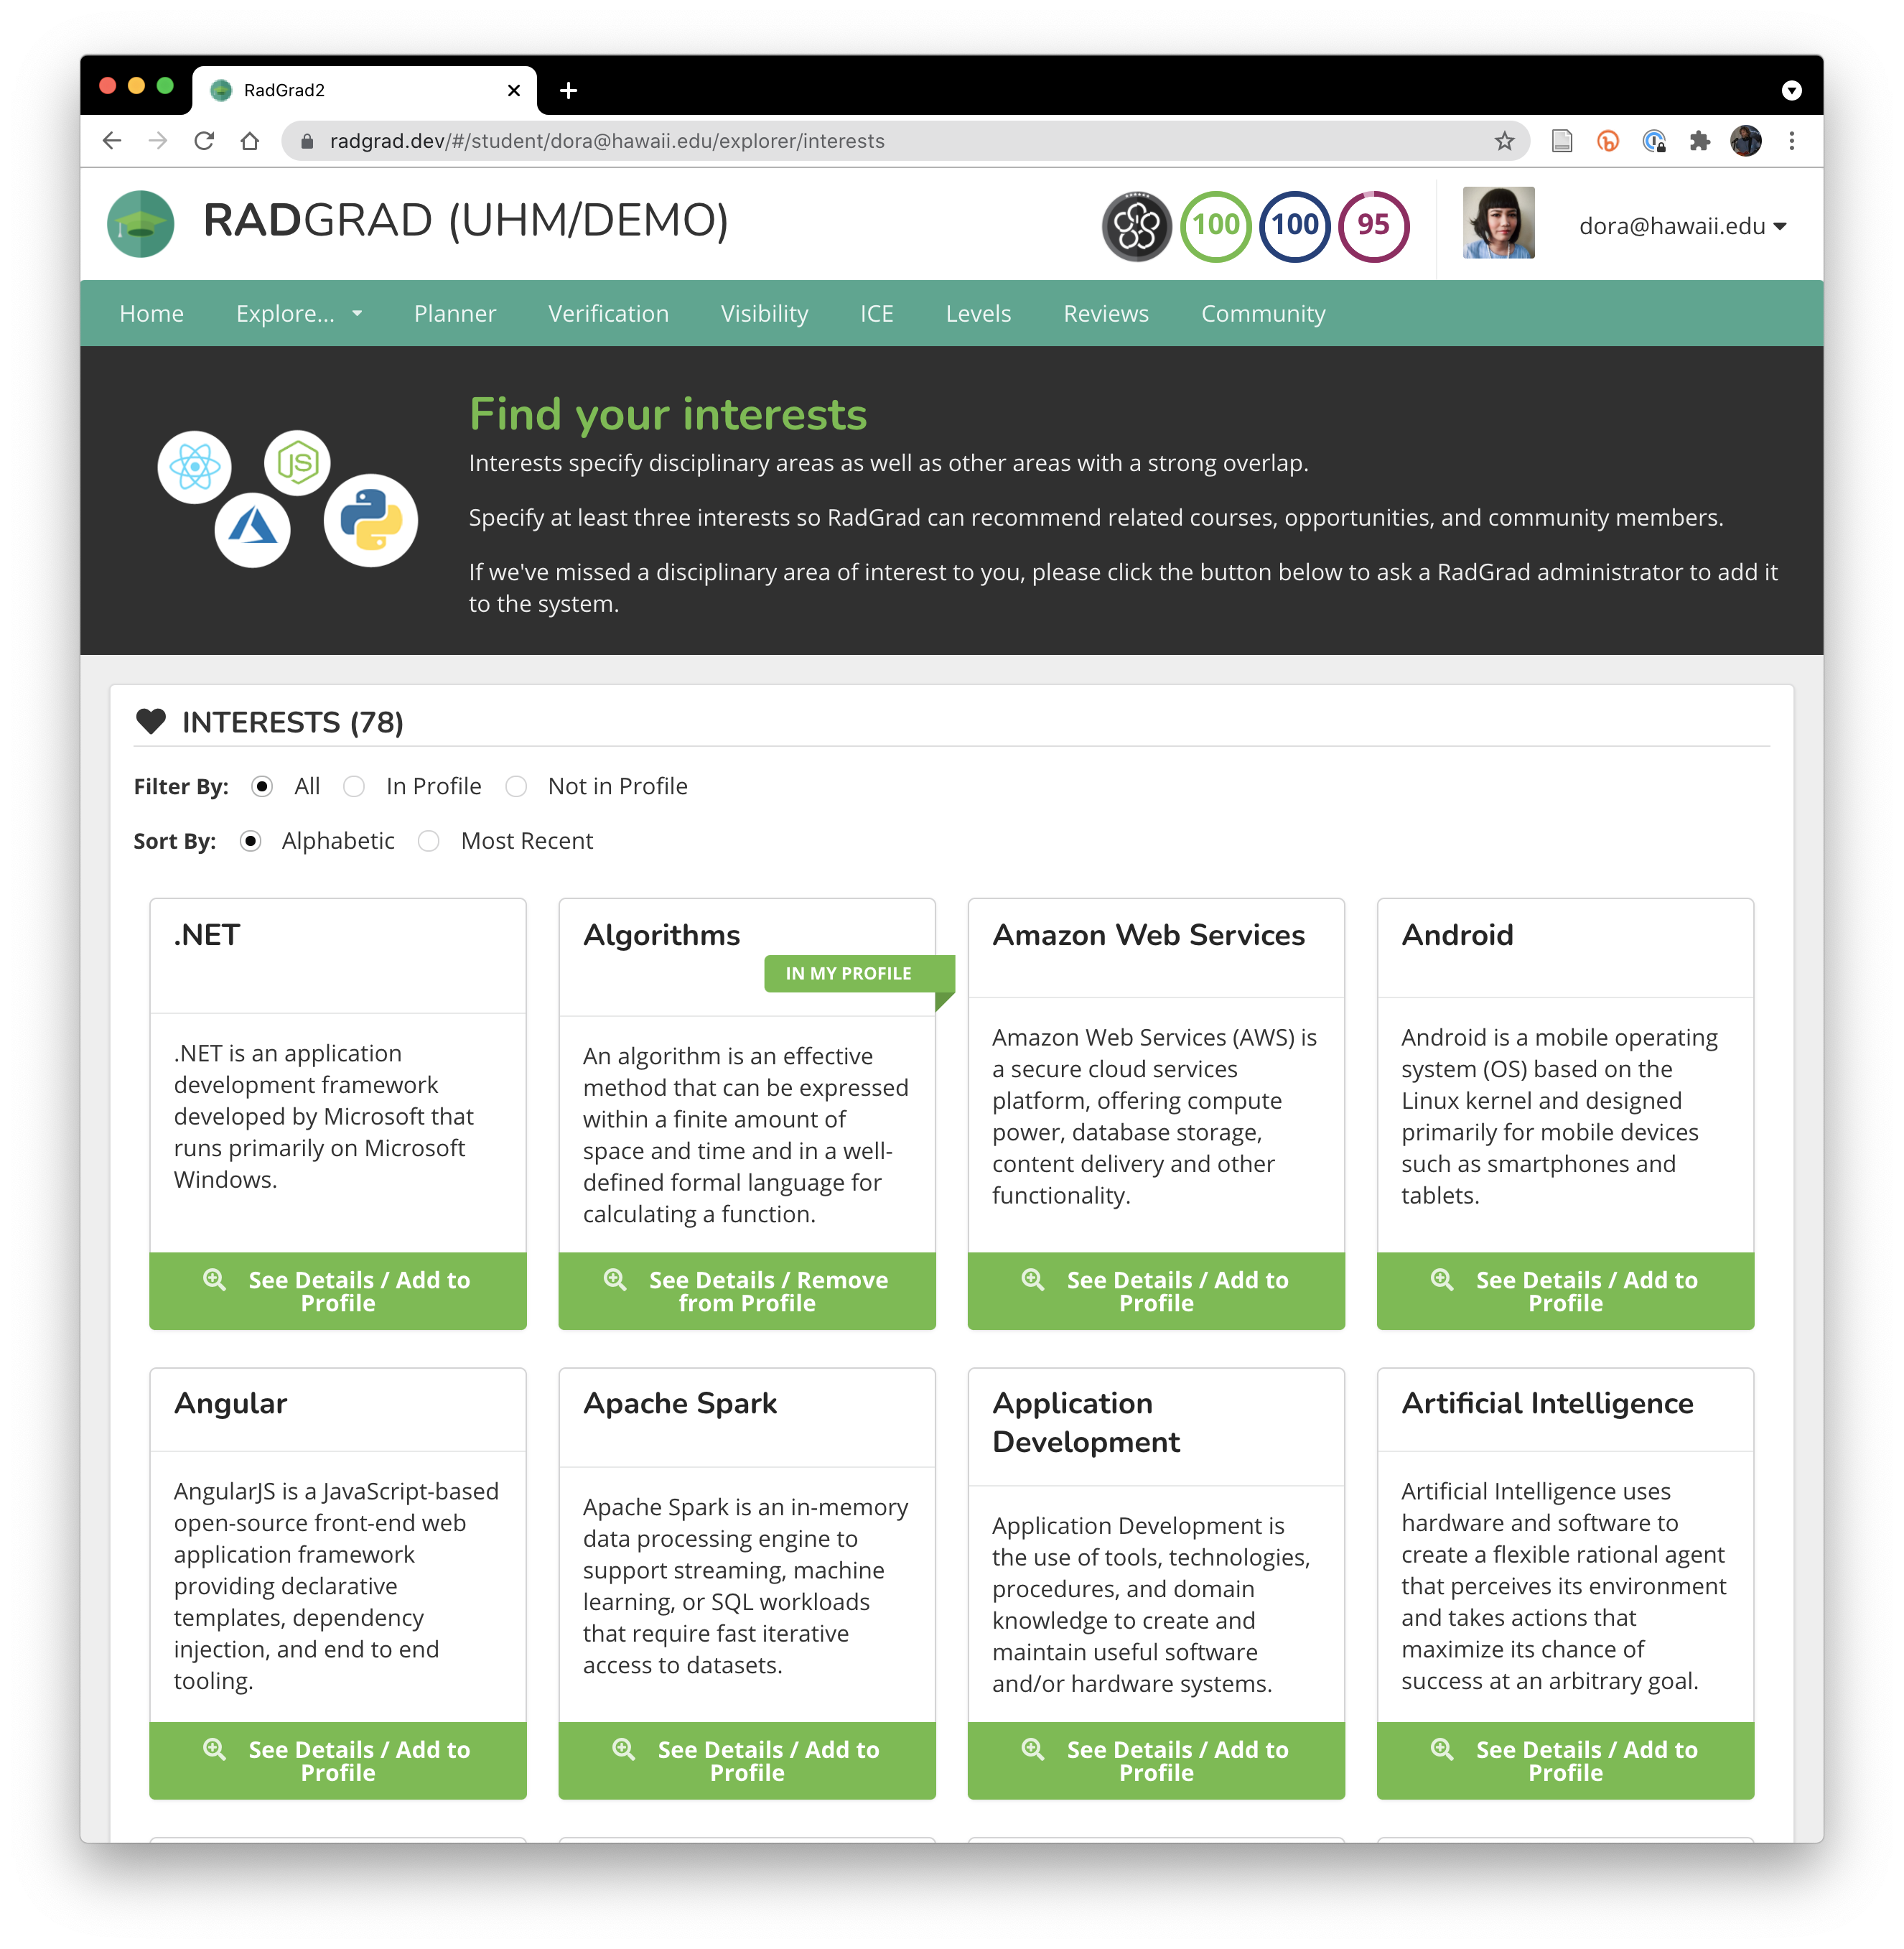 RadGrad2
radgrad.dev/#/student/dora@hawaii.edu/explorer/interests
RADGRAD (UHM/DEMO)
100
100
95
dora@hawaii.edu
Home
Explore...
Planner
Verification
Visibility
ICE
Levels
Reviews
Community
JS
Find your interests
Interests specify disciplinary areas as well as other areas with a strong overlap.
Specify at least three interests so RadGrad can recommend related courses, opportunities, and community members.
If we've missed a disciplinary area of interest to you, please click the button below to ask a RadGrad administrator to add it
to the system.
INTERESTS (78)
Filter By: All In Profile Not in Profile
Sort By: Alphabetic Most Recent
.NET
.NET is an application
development framework
developed by Microsoft that
runs primarily on Microsoft
Windows.
See Details / Add to
Profile
Algorithms
IN MY PROFILE
An algorithm is an effective
method that can be expressed
within a finite amount of
space and time and in a well-
defined formal language for
calculating a function.
See Details / Remove
from Profile
Amazon Web Services
Amazon Web Services (AWS) is
a secure cloud services
platform, offering compute
power, database storage,
content delivery and other
functionality.
See Details / Add to
Profile
Android
Android is a mobile operating
system (OS) based on the
Linux kernel and designed
primarily for mobile devices
such as smartphones and
tablets.
See Details / Add to
Profile
Angular
AngularJS is a JavaScript-based
open-source front-end web
application framework
providing declarative
templates, dependency
injection, and end to end
tooling.
See Details / Add to
Profile
Apache Spark
Apache Spark is an in-memory
data processing engine to
support streaming, machine
learning, or SQL workloads
that require fast iterative
access to datasets.
See Details / Add to
Profile
Application
Development
Application Development is
the use of tools, technologies,
procedures, and domain
knowledge to create and
maintain useful software
and/or hardware systems.
See Details / Add to
Profile
Artificial Intelligence
Artificial Intelligence uses
hardware and software to
create a flexible rational agent
that perceives its environment
and takes actions that
maximize its chance of
success at an arbitrary goal.
See Details / Add to
Profile